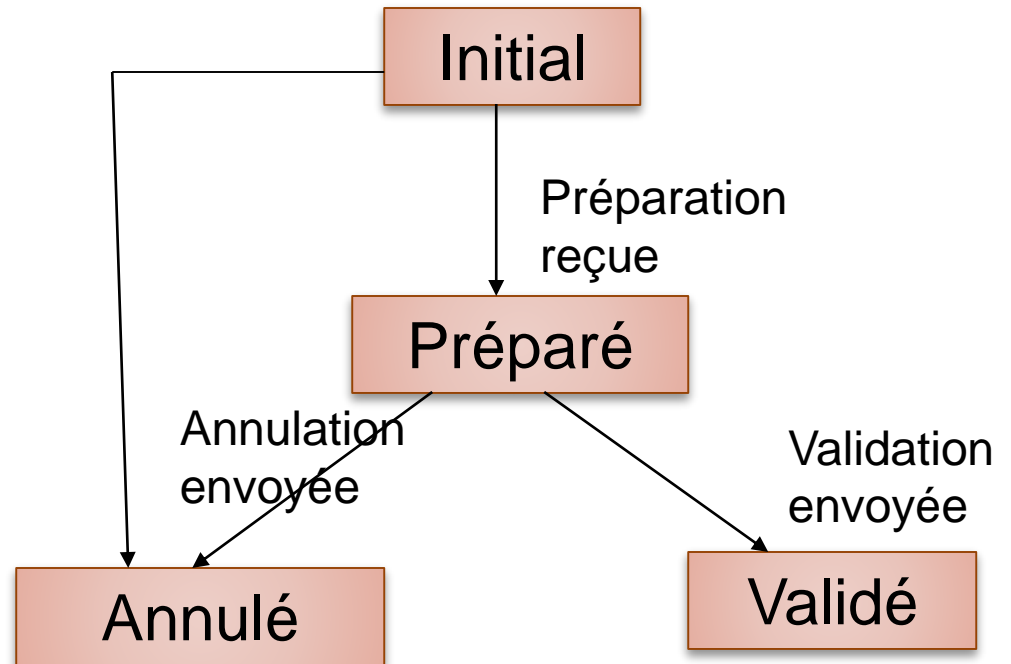 Initial
Préparation
reçue
Préparé
Annulation
envoyée
Validation
envoyée
Annulé
Validé